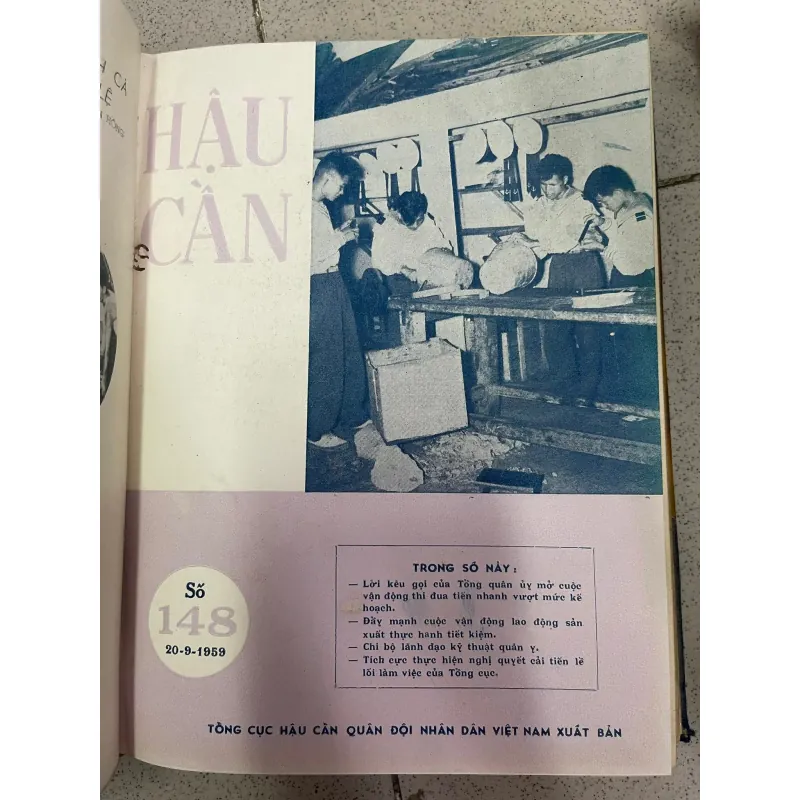 CẢ
LỀ
NÔNG
HẬU
CẦN
TRONG SỐ NÀY :
— Lời kêu gọi của Tổng quân ủy mở cuộc
vận động thi đua tiến nhanh vượt mức kế
hoạch.
— Đẩy mạnh cuộc vận động lao động sản
xuất thực hành tiết kiệm.
— Chi bộ lãnh đạo kỹ thuật quân y.
— Tích cực thực hiện nghị quyết cải tiến lề
lối làm việc của Tổng cục.
Số
148
20-9-1959
TỔNG CỤC HẬU CẦN QUÂN ĐỘI NHÂN DÂN VIỆT NAM XUẤT BẢN